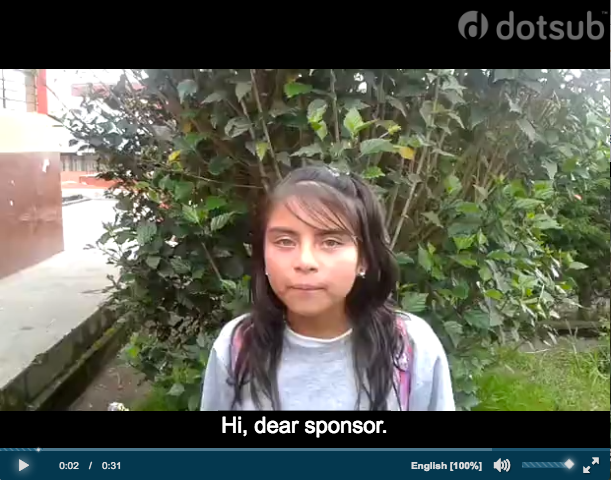 dotsub
Hi, dear sponsor.
0:02 / 0:31
English [100%]